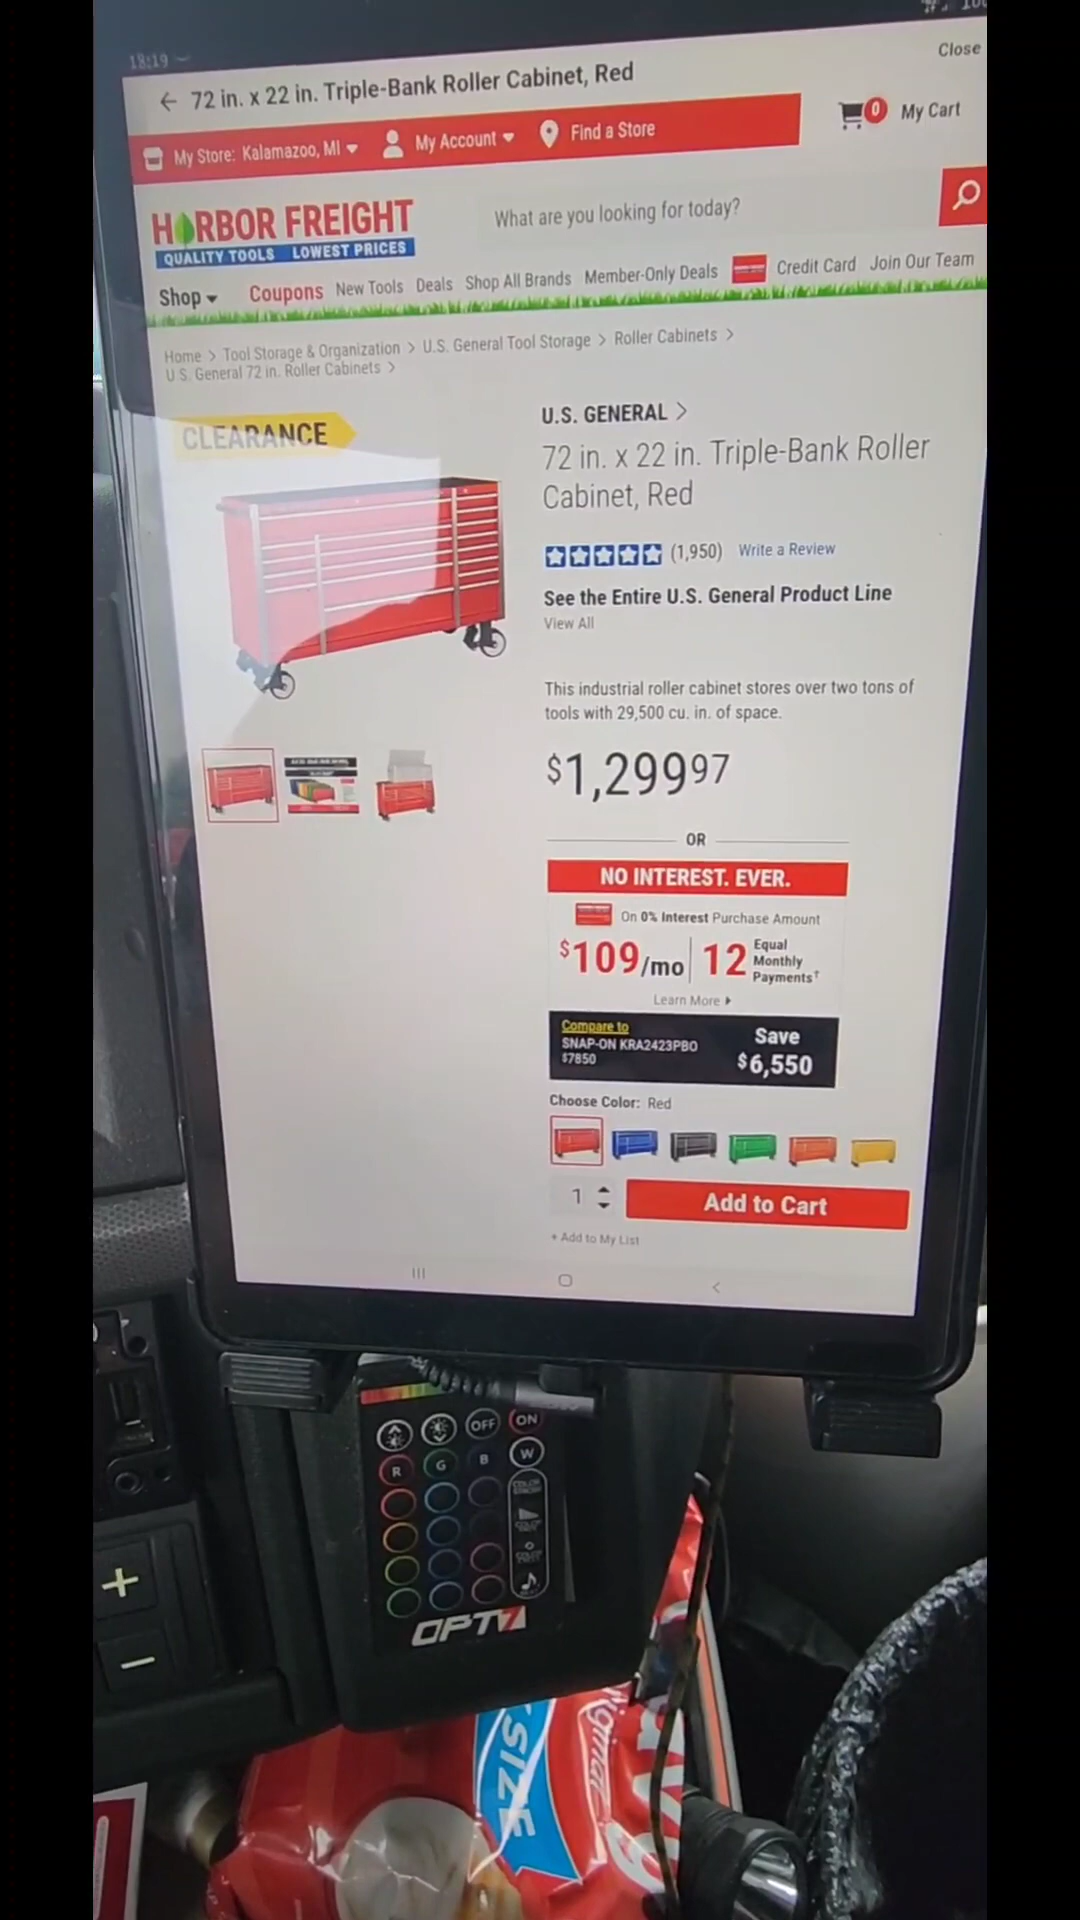 18:19
Close
← 72 in. x 22 in. Triple-Bank Roller Cabinet, Red
My Store: Kalamazoo, MI
My Account
Find a Store
0 My Cart
HARBOR FREIGHT
QUALITY TOOLS LOWEST PRICES
What are you looking for today?
Shop
Coupons
New Tools
Deals
Shop All Brands
Member-Only Deals
Credit Card
Join Our Team
Home > Tool Storage & Organization > U.S. General Tool Storage > Roller Cabinets >
U.S. General 72 in. Roller Cabinets >
CLEARANCE
U.S. GENERAL >
72 in. x 22 in. Triple-Bank Roller
Cabinet, Red
(1,950) Write a Review
See the Entire U.S. General Product Line
View All
This industrial roller cabinet stores over two tons of
tools with 29,500 cu. in. of space.
$1,299 97
OR
NO INTEREST. EVER.
On 0% Interest Purchase Amount
$109/mo
12 Equal
Monthly
Payments†
Learn More
Compare to
SNAP-ON KRA2423PBO
$7850
Save
$6,550
Choose Color: Red
1
Add to Cart
+ Add to My List
OFF
ON
R
G
B
W
OPT7
+
−
SIZE